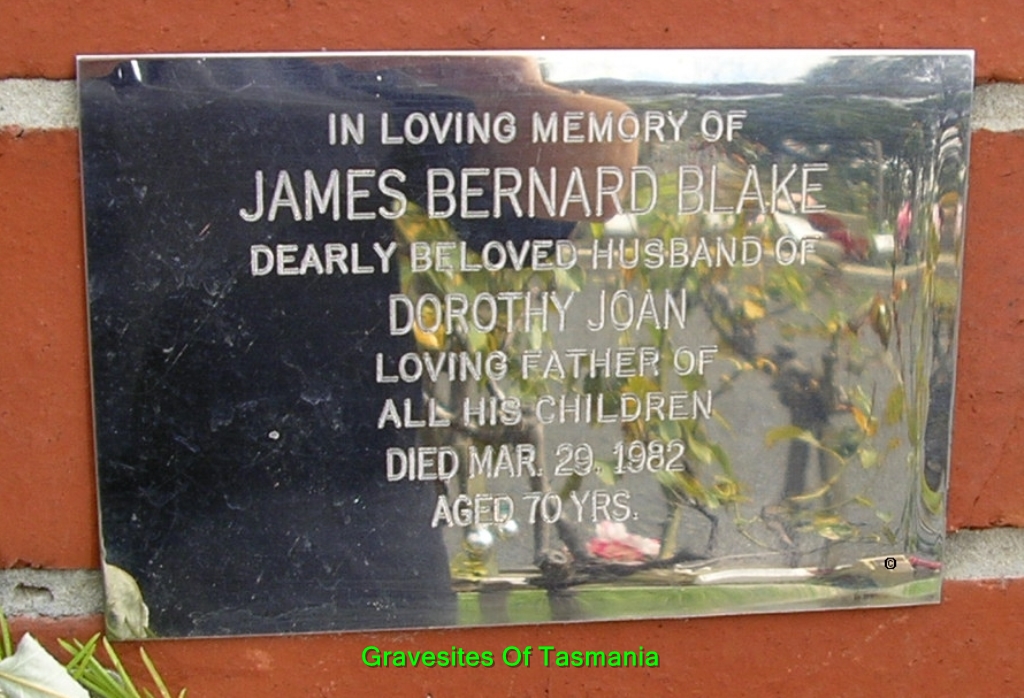 IN LOVING MEMORY OF
JAMES BERNARD BLAKE
DEARLY BELOVED HUSBAND OF
DOROTHY JOAN
LOVING FATHER OF
ALL HIS CHILDREN
DIED MAR. 29. 1982
AGED 70 YRS.
©
Gravesites Of Tasmania